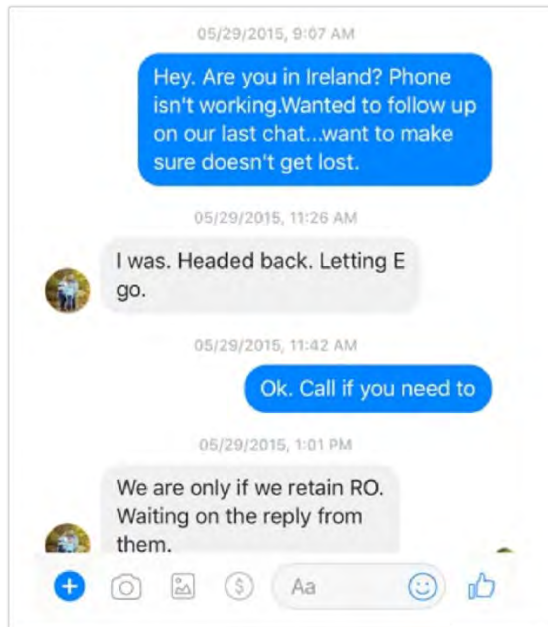 05/29/2015, 9:07 AM
Hey. Are you in Ireland? Phone
isn't working.Wanted to follow up
on our last chat...want to make
sure doesn't get lost.
05/29/2015, 11:26 AM
I was. Headed back. Letting E
go.
05/29/2015, 11:42 AM
Ok. Call if you need to
05/29/2015, 1:01 PM
We are only if we retain RO.
Waiting on the reply from
them.
Aa